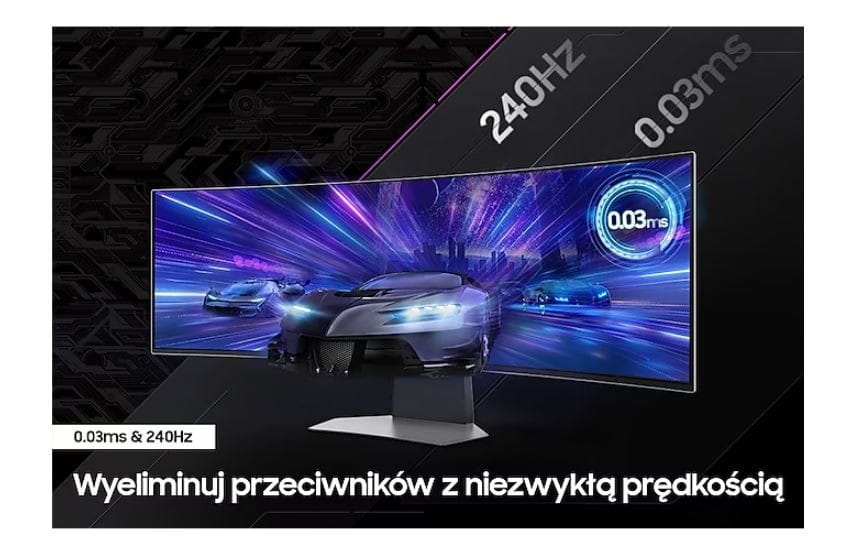 240Hz
0.03ms
0.03ms
0.03ms & 240Hz
Wyeliminuj przeciwników z niezwykłą prędkością